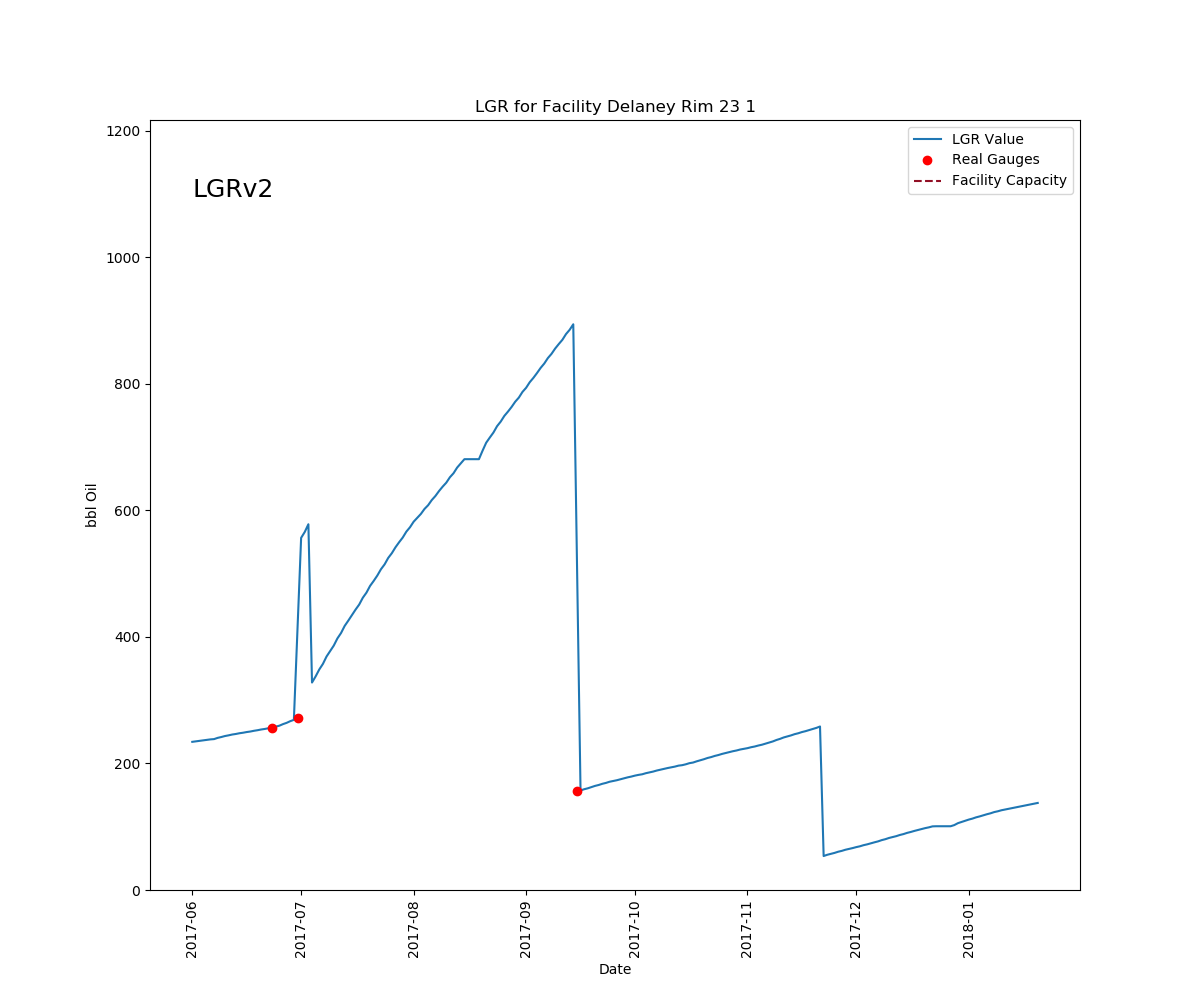 LGR for Facility Delaney Rim 23 1
LGRv2
LGR Value
Real Gauges
Facility Capacity
1200
1000
800
600
400
200
0
bbl Oil
2017-06
2017-07
2017-08
2017-09
2017-10
2017-11
2017-12
2018-01
Date